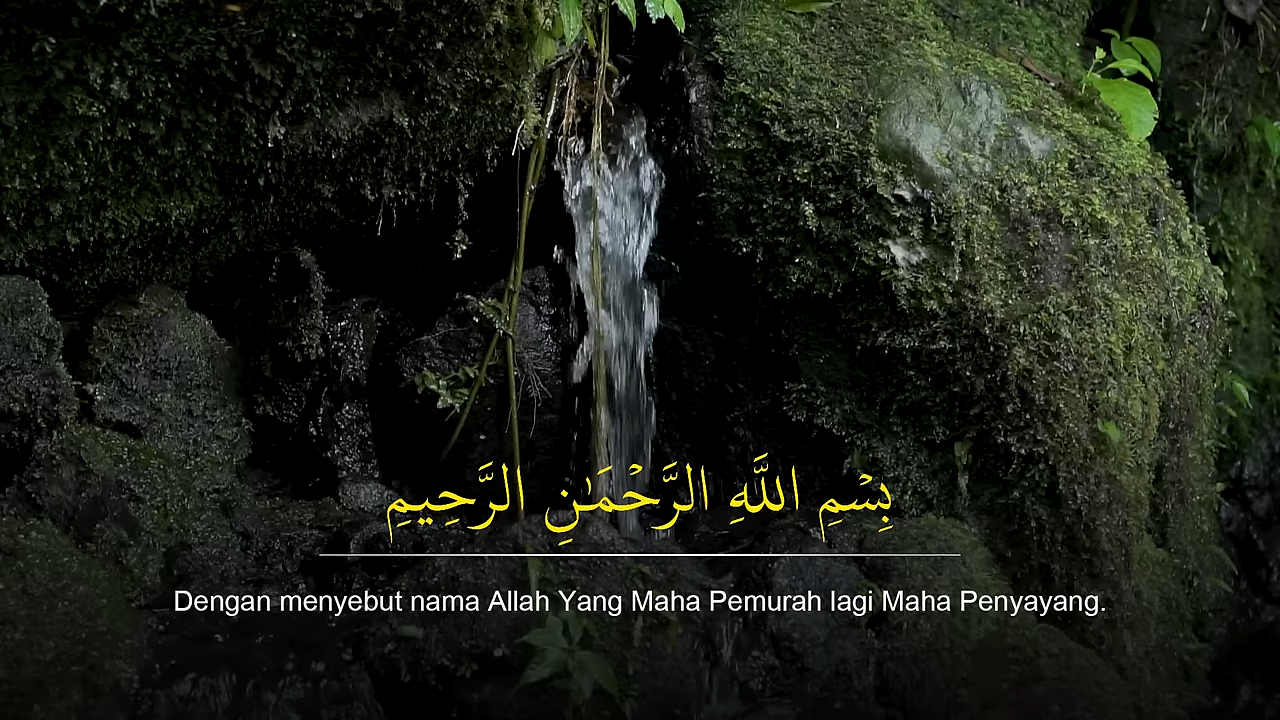 بِسْمِ اللَّهِ الرَّحْمَٰنِ الرَّحِيمِ
Dengan menyebut nama Allah Yang Maha Pemurah lagi Maha Penyayang.